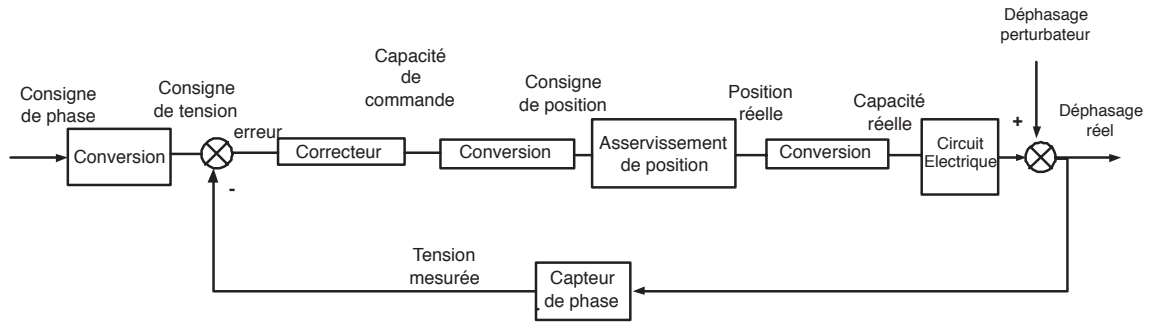 Déphasage
perturbateur
Capacité
de
commande
Consigne
de phase
Consigne
de tension
Consigne
de position
Position
réelle
Capacité
réelle
+
Déphasage
réel
erreur
Conversion
Correcteur
Conversion
Asservissement
de position
Conversion
Circuit
Electrique
-
Tension
mesurée
Capteur
de phase